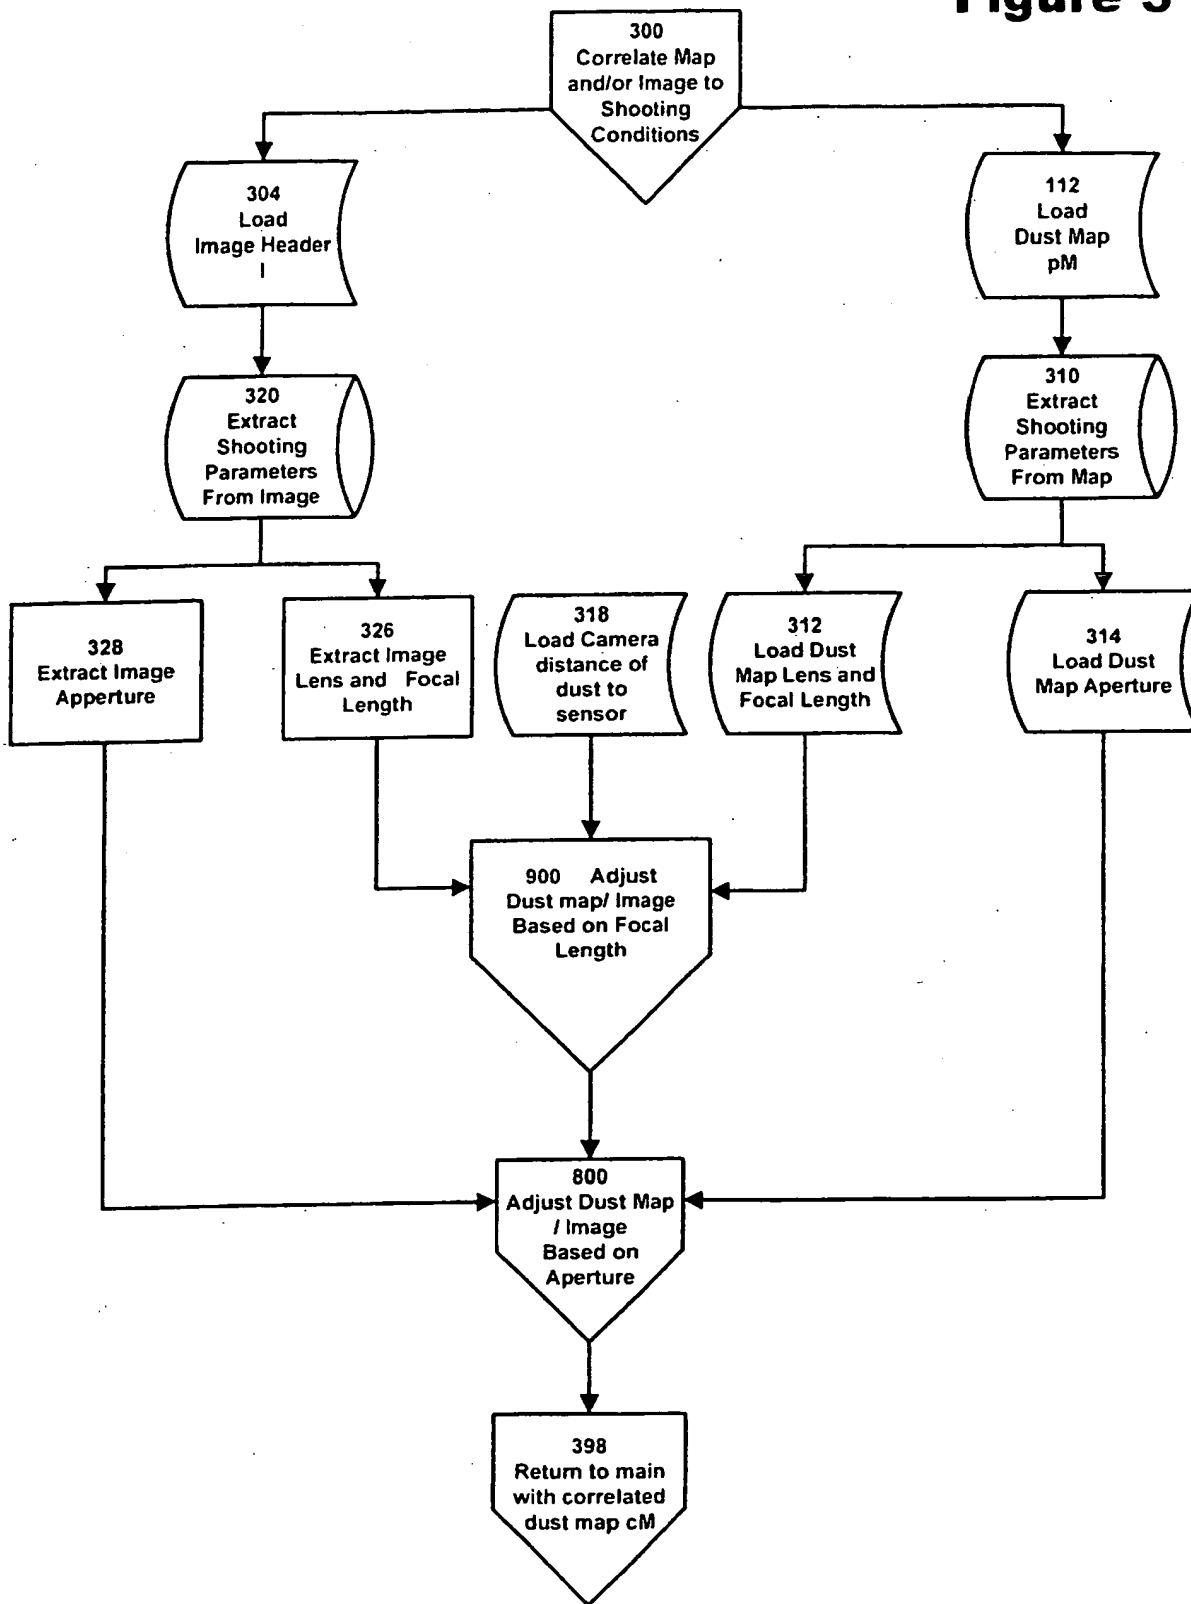 Figure 3
300
Correlate Map
and/or Image to
Shooting
Conditions
304
Load
Image Header
I
112
Load
Dust Map
pM
320
Extract
Shooting
Parameters
From Image
310
Extract
Shooting
Parameters
From Map
328
Extract Image
Apperture
326
Extract Image
Lens and Focal
Length
318
Load Camera
distance of
dust to
sensor
312
Load Dust
Map Lens and
Focal Length
314
Load Dust
Map Aperture
900 Adjust
Dust map/ Image
Based on Focal
Length
800
Adjust Dust Map
/ Image
Based on
Aperture
398
Return to main
with correlated
dust map cM